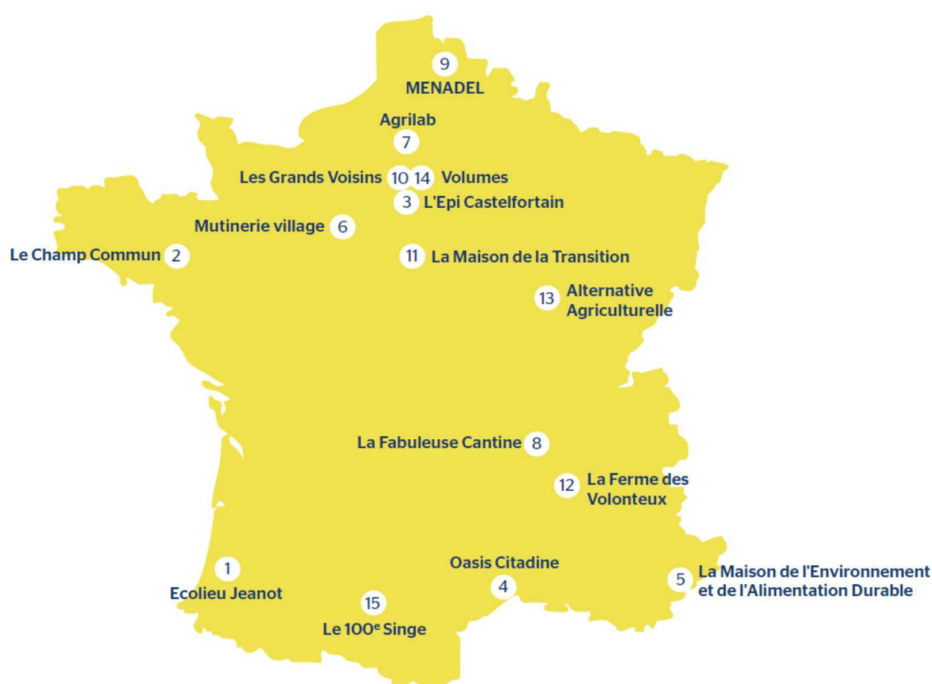 9
MENADEL
Agrilab
7
Les Grands Voisins 10 14 Volumes
3 L'Epi Castelfortain
Mutinerie village 6
Le Champ Commun 2
11 La Maison de la Transition
13 Alternative
Agriculturelle
La Fabuleuse Cantine 8
12 La Ferme des
Volonteux
Oasis Citadine
4
1
Ecolieu Jeanot
5 La Maison de l'Environnement
et de l'Alimentation Durable
15
Le 100e Singe